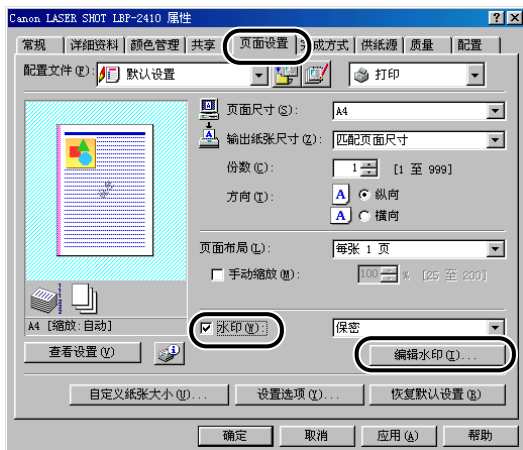 Canon LASER SHOT LBP-2410 属性
常规 详细资料 颜色管理 共享 页面设置 成方式 供纸源 质量 配置
配置文件(F): 默认设置 打印
页面尺寸(S): A4
输出纸张尺寸(Z): 匹配页面尺寸
份数(C): 1 [1 至 999]
方向(T): A 纵向
A 横向
页面布局(L): 每张 1 页
手动缩放(M): 100 % [25 至 200]
A4 [缩放:自动]
水印(W): 保密
查看设置(V) 编辑水印(I)...
自定义纸张大小(U)... 设置选项(Y)... 恢复默认设置(R)
确定 取消 应用(A) 帮助